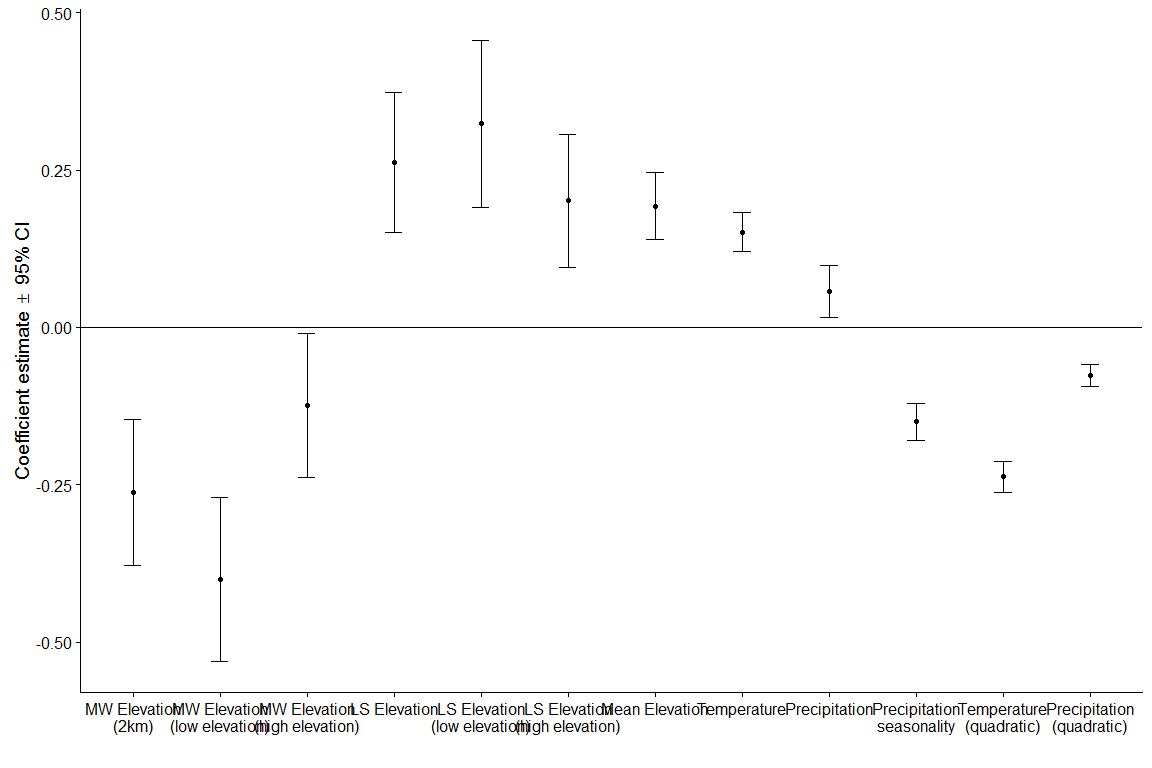 0.50
0.25
0.00
-0.25
-0.50
Coefficient estimate ± 95% CI
MW Elevation
(2km)
MW Elevation
(low elevation)
MW Elevation
(high elevation)
LS Elevation
LS Elevation
(low elevation)
LS Elevation
(high elevation)
Mean Elevation
Temperature
Precipitation
Precipitation
seasonality
Temperature
(quadratic)
Precipitation
(quadratic)